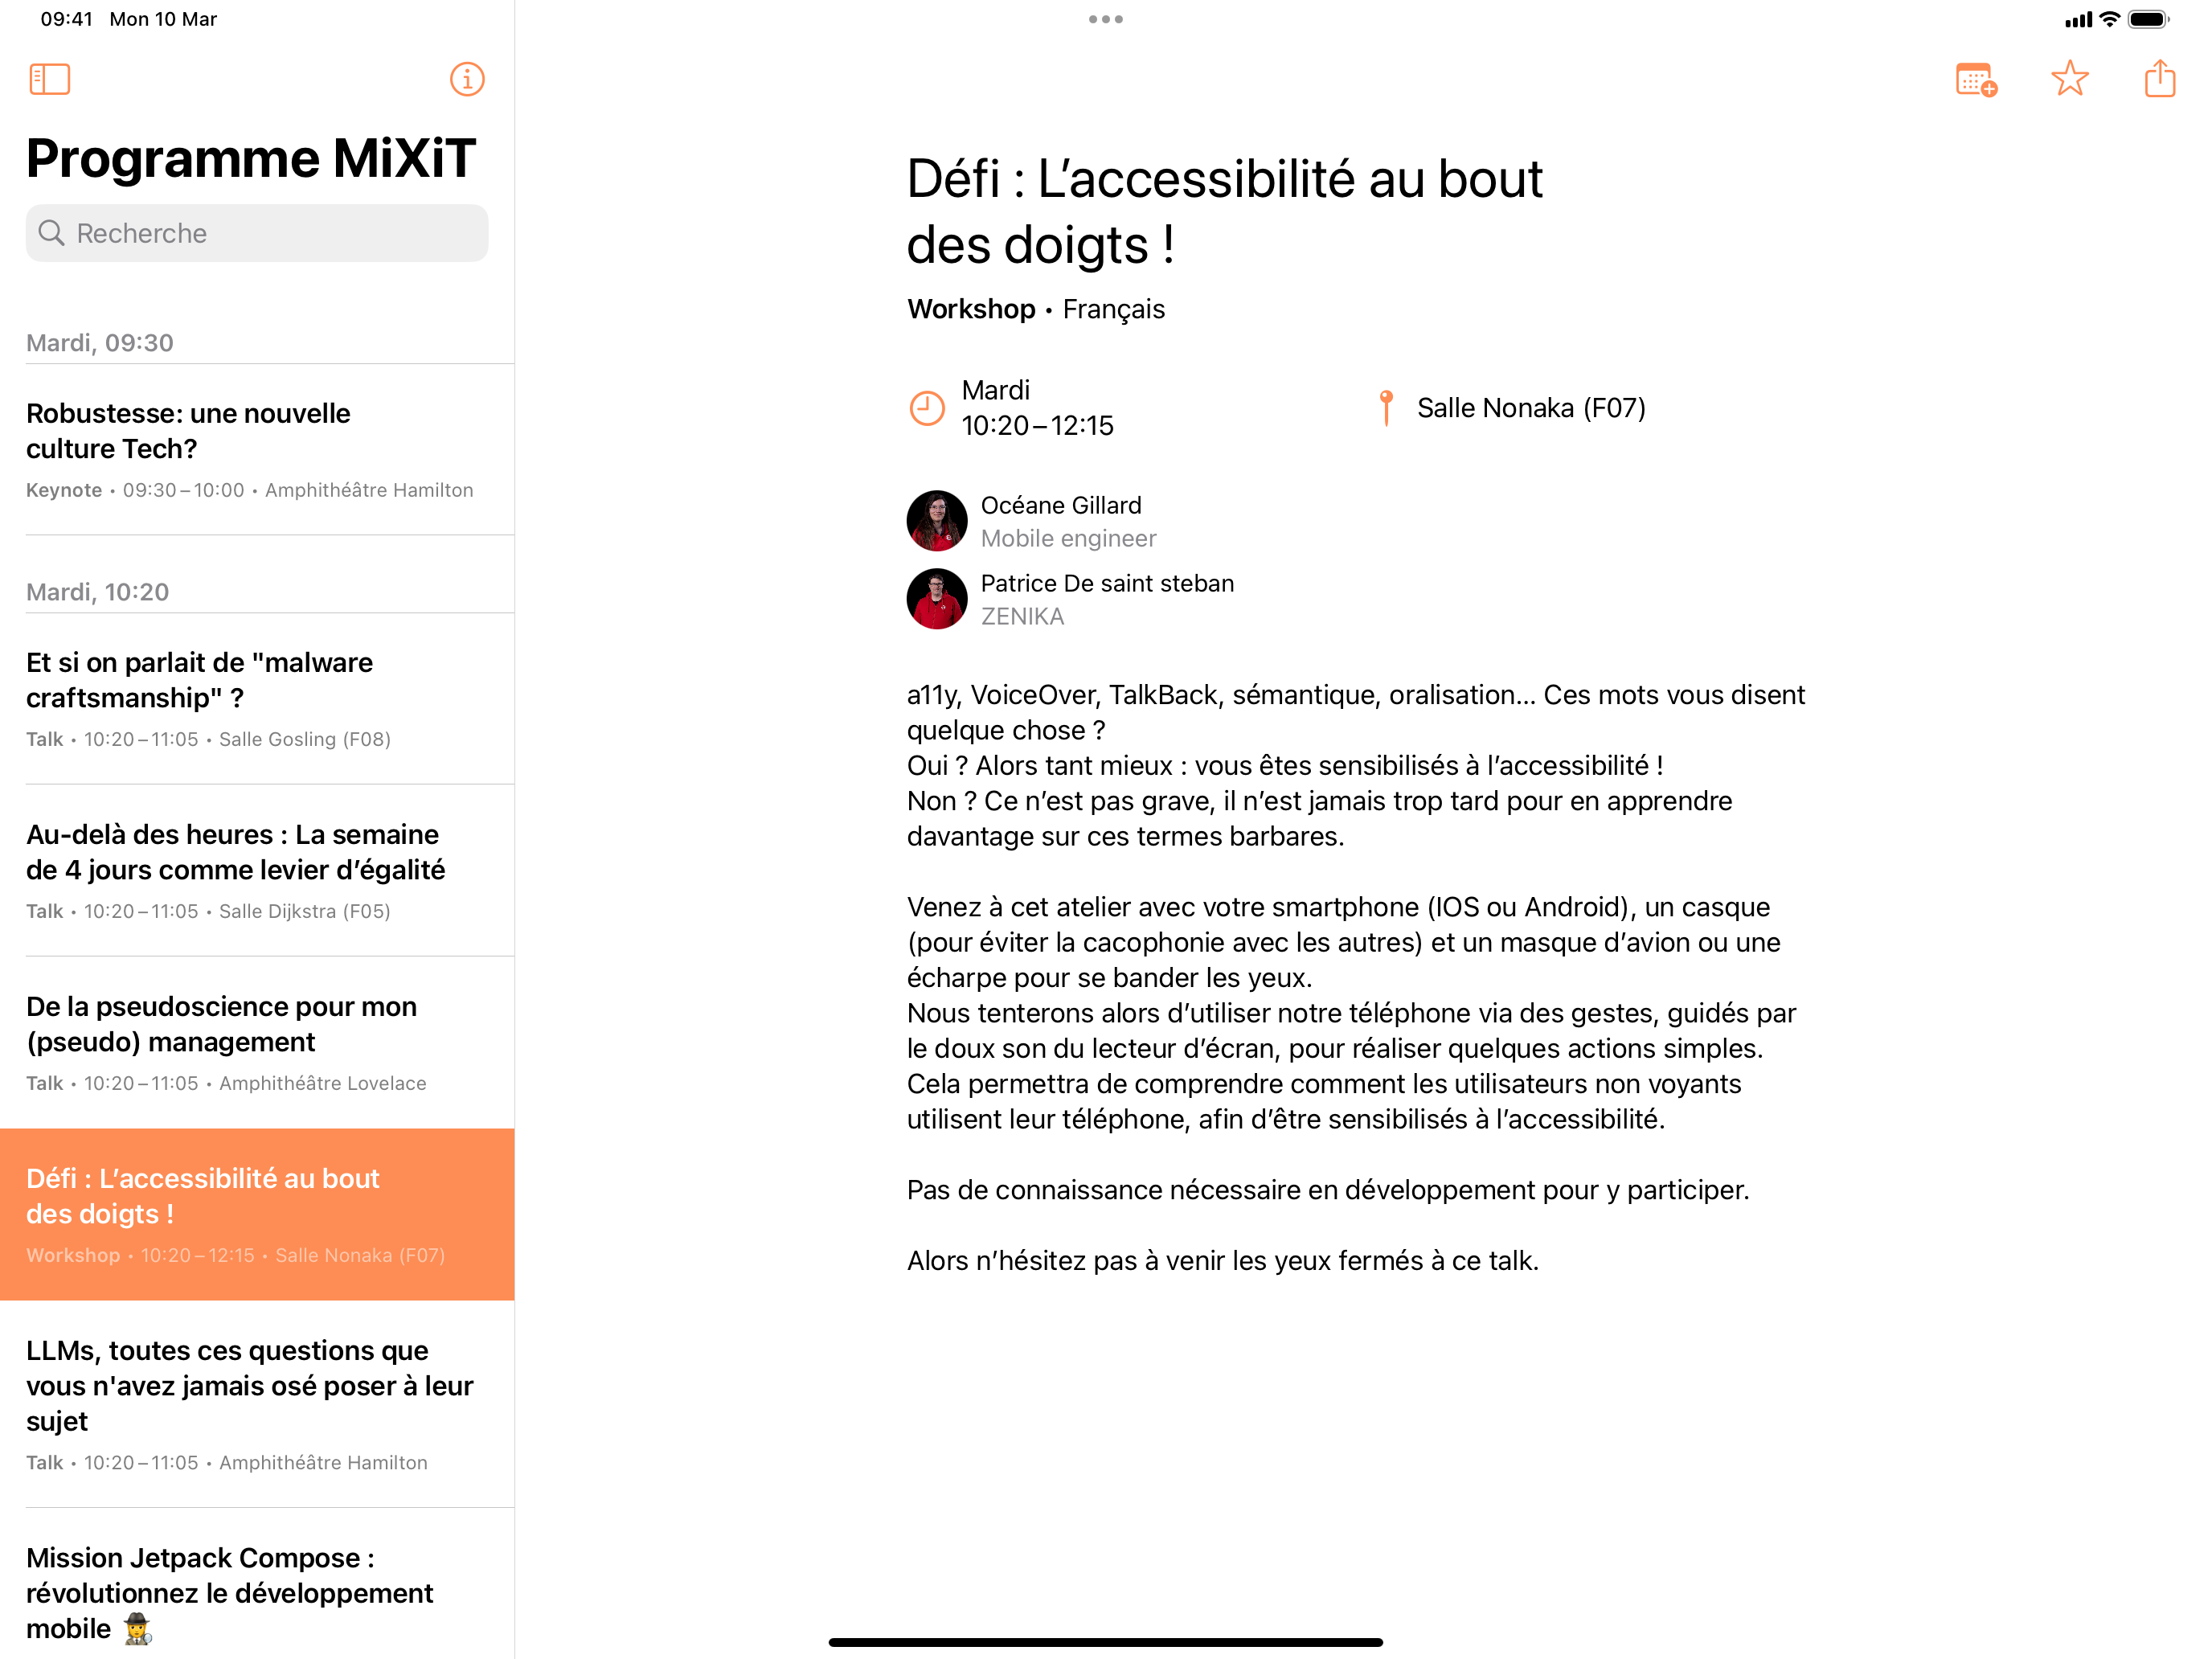 09:41 Mon 10 Mar
Programme MiXiT
Recherche
Mardi, 09:30
Robustesse: une nouvelle
culture Tech?
Keynote • 09:30–10:00 • Amphithéâtre Hamilton
Mardi, 10:20
Et si on parlait de "malware
craftsmanship" ?
Talk • 10:20–11:05 • Salle Gosling (F08)
Au-delà des heures : La semaine
de 4 jours comme levier d’égalité
Talk • 10:20–11:05 • Salle Dijkstra (F05)
De la pseudoscience pour mon
(pseudo) management
Talk • 10:20–11:05 • Amphithéâtre Lovelace
Défi : L’accessibilité au bout
des doigts !
Workshop • 10:20–12:15 • Salle Nonaka (F07)
LLMs, toutes ces questions que
vous n'avez jamais osé poser à leur
sujet
Talk • 10:20–11:05 • Amphithéâtre Hamilton
Mission Jetpack Compose :
révolutionnez le développement
mobile 🕵️‍♀️
Défi : L’accessibilité au bout
des doigts !
Workshop • Français
Mardi
10:20–12:15
Salle Nonaka (F07)
Océane Gillard
Mobile engineer
Patrice De saint steban
ZENIKA
a11y, VoiceOver, TalkBack, sémantique, oralisation… Ces mots vous disent
quelque chose ?
Oui ? Alors tant mieux : vous êtes sensibilisés à l’accessibilité !
Non ? Ce n’est pas grave, il n’est jamais trop tard pour en apprendre
davantage sur ces termes barbares.
Venez à cet atelier avec votre smartphone (IOS ou Android), un casque
(pour éviter la cacophonie avec les autres) et un masque d’avion ou une
écharpe pour se bander les yeux.
Nous tenterons alors d’utiliser notre téléphone via des gestes, guidés par
le doux son du lecteur d’écran, pour réaliser quelques actions simples.
Cela permettra de comprendre comment les utilisateurs non voyants
utilisent leur téléphone, afin d’être sensibilisés à l’accessibilité.
Pas de connaissance nécessaire en développement pour y participer.
Alors n’hésitez pas à venir les yeux fermés à ce talk.